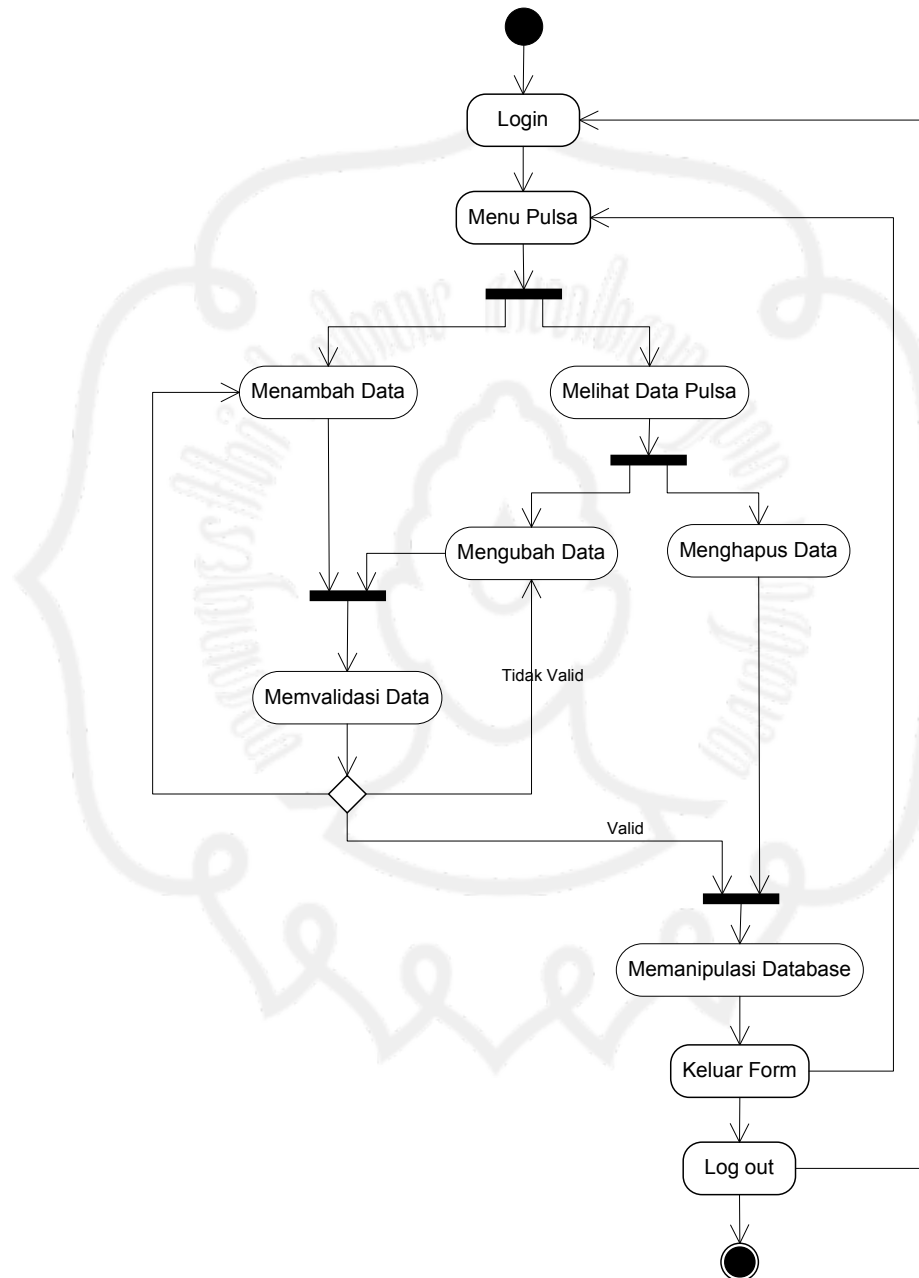 Login
Menu Pulsa
Menambah Data
Melihat Data Pulsa
Mengubah Data
Menghapus Data
Memvalidasi Data
Tidak Valid
Valid
Memanipulasi Database
Keluar Form
Log out